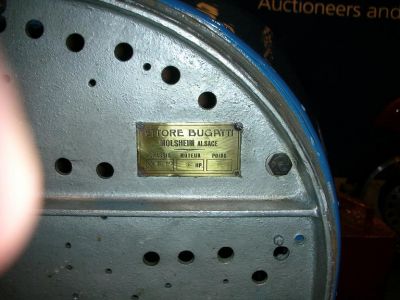 Auctioneers and
ETTORE BUGATTI
MOLSHEIM ALSACE
CHASSIS MOTEUR POIDS
HP